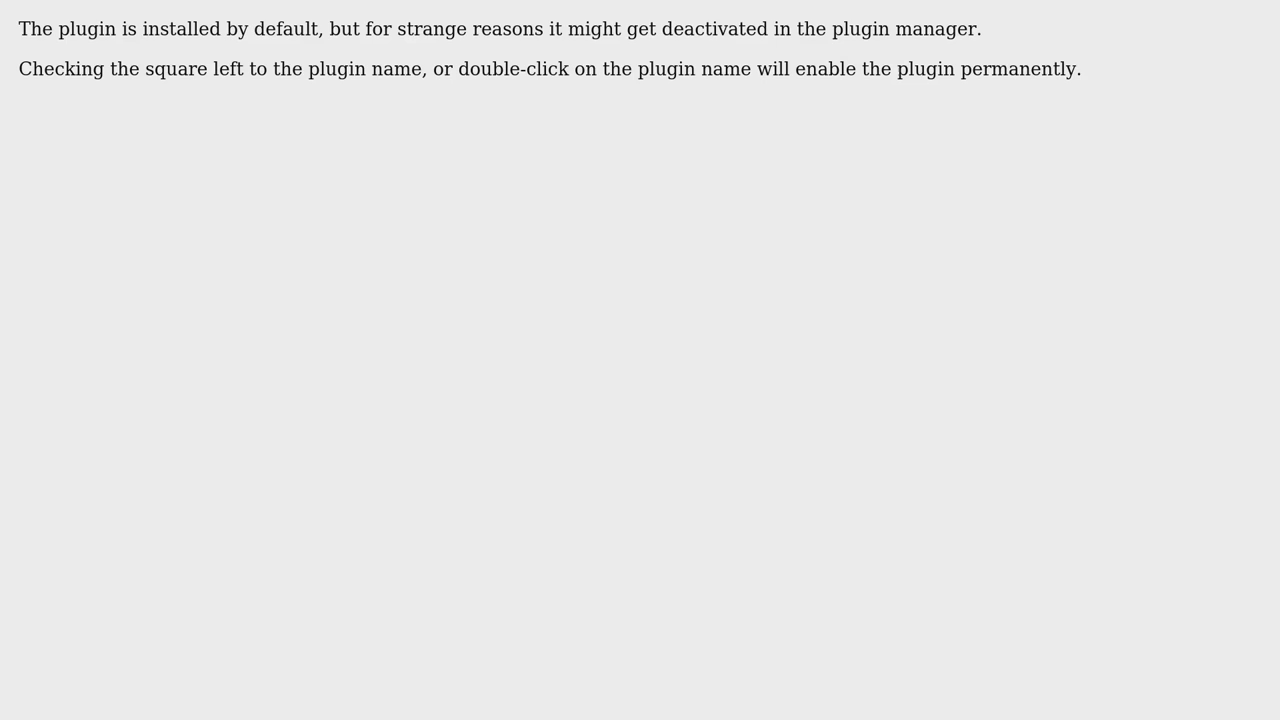 The plugin is installed by default, but for strange reasons it might get deactivated in the plugin manager.
Checking the square left to the plugin name, or double-click on the plugin name will enable the plugin permanently.